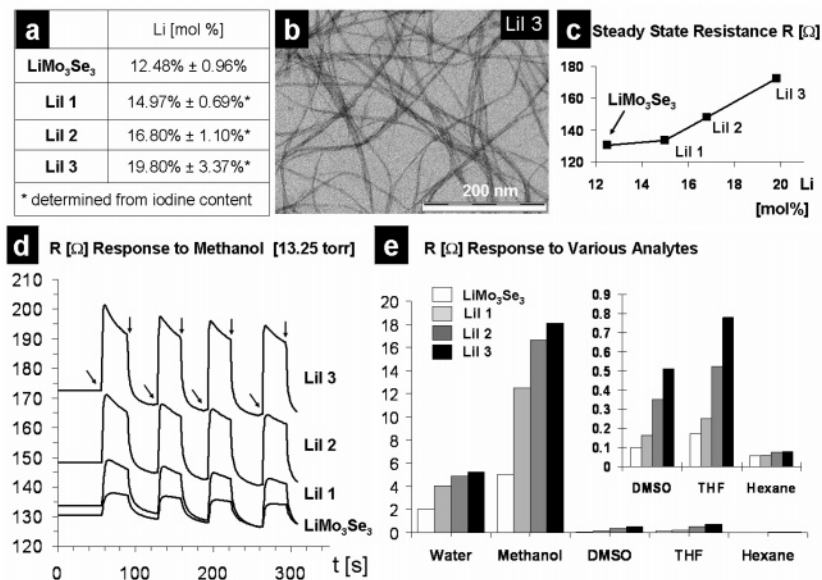 a
Li [mol %]
LiMo₃Se₃ 12.48% ± 0.96%
LiI 1 14.97% ± 0.69%*
LiI 2 16.80% ± 1.10%*
LiI 3 19.80% ± 3.37%*
* determined from iodine content
b
LiI 3
200 nm
c
Steady State Resistance R [Ω]
180
160
140
120
LiMo₃Se₃
LiI 1
LiI 2
LiI 3
12 14 16 18 20 Li
[mol%]
d
R [Ω] Response to Methanol [13.25 torr]
210
200
190
180
170
160
150
140
130
120
LiI 3
LiI 2
LiI 1
LiMo₃Se₃
0 100 200 300 t [s]
e
R [Ω] Response to Various Analytes
20
18
16
14
12
10
8
6
4
2
0
LiMo₃Se₃
LiI 1
LiI 2
LiI 3
0.9
0.8
0.7
0.6
0.5
0.4
0.3
0.2
0.1
0
DMSO THF Hexane
Water Methanol DMSO THF Hexane